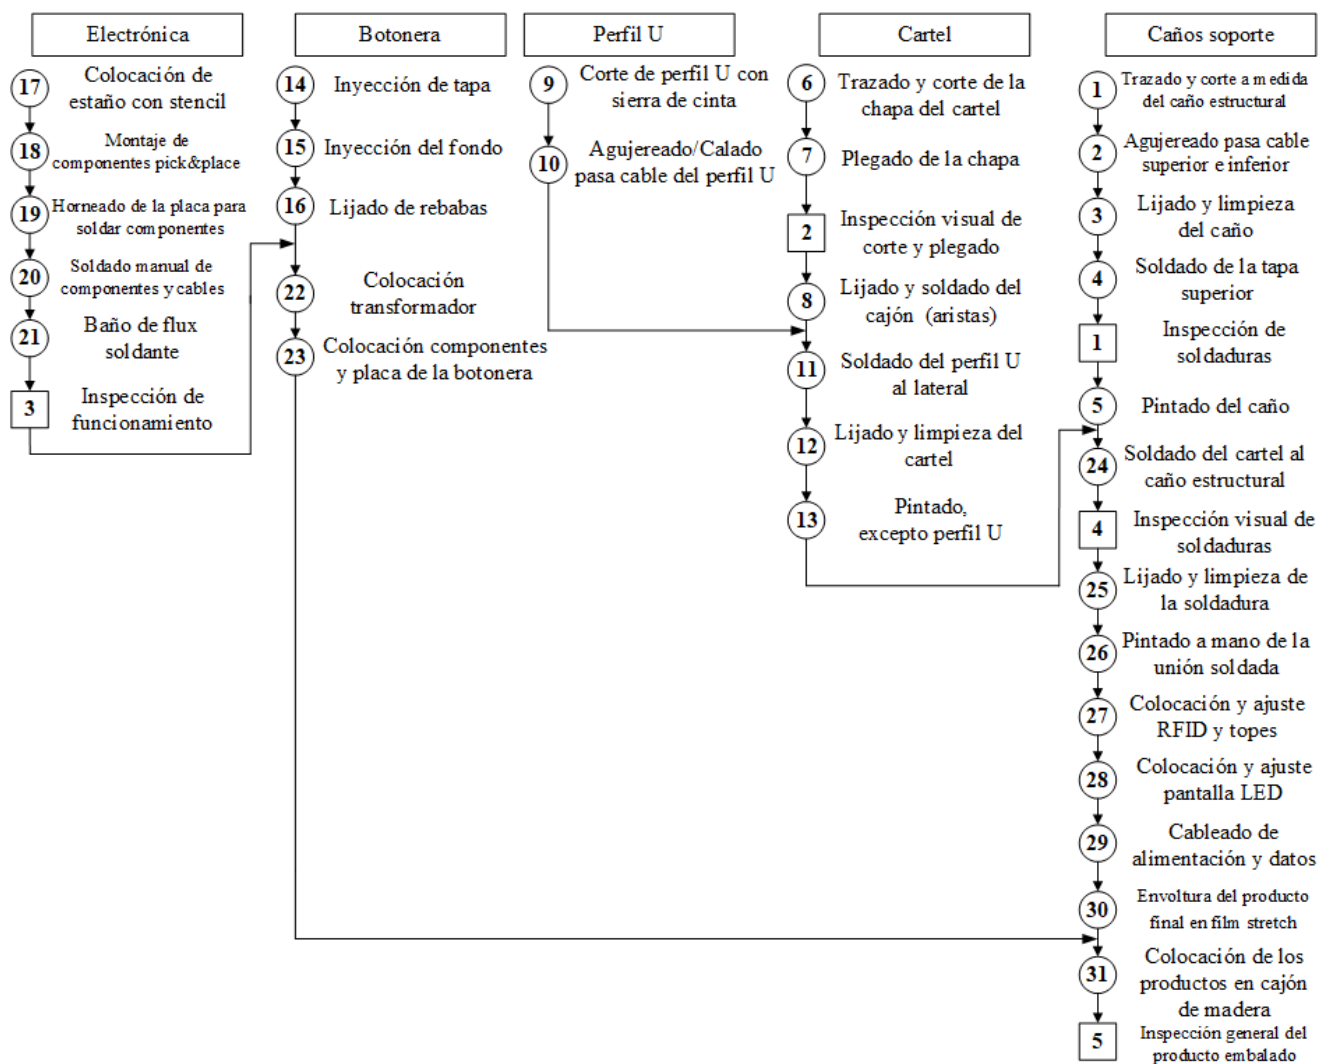 Electrónica
17
Colocación de
estaño con stencil
18
Montaje de
componentes pick&place
19
Horneado de la placa para
soldar componentes
20
Soldado manual de
componentes y cables
21
Baño de flux
soldante
3
Inspección de
funcionamiento
Botonera
14
Inyección de tapa
15
Inyección del fondo
16
Lijado de rebabas
22
Colocación
transformador
23
Colocación componentes
y placa de la botonera
Perfil U
9
Corte de perfil U con
sierra de cinta
10
Agujereado/Calado
pasa cable del perfil U
Cartel
6
Trazado y corte de la
chapa del cartel
7
Plegado de la chapa
2
Inspección visual de
corte y plegado
8
Lijado y soldado del
cajón (aristas)
11
Soldado del perfil U
al lateral
12
Lijado y limpieza del
cartel
13
Pintado,
excepto perfil U
Caños soporte
1
Trazado y corte a medida
del caño estructural
2
Agujereado pasa cable
superior e inferior
3
Lijado y limpieza
del caño
4
Soldado de la tapa
superior
1
Inspección de
soldaduras
5
Pintado del caño
24
Soldado del cartel al
caño estructural
4
Inspección visual de
soldaduras
25
Lijado y limpieza de
la soldadura
26
Pintado a mano de la
unión soldada
27
Colocación y ajuste
RFID y topes
28
Colocación y ajuste
pantalla LED
29
Cableado de
alimentación y datos
30
Envoltura del producto
final en film stretch
31
Colocación de los
productos en cajón
de madera
5
Inspección general del
producto embalado